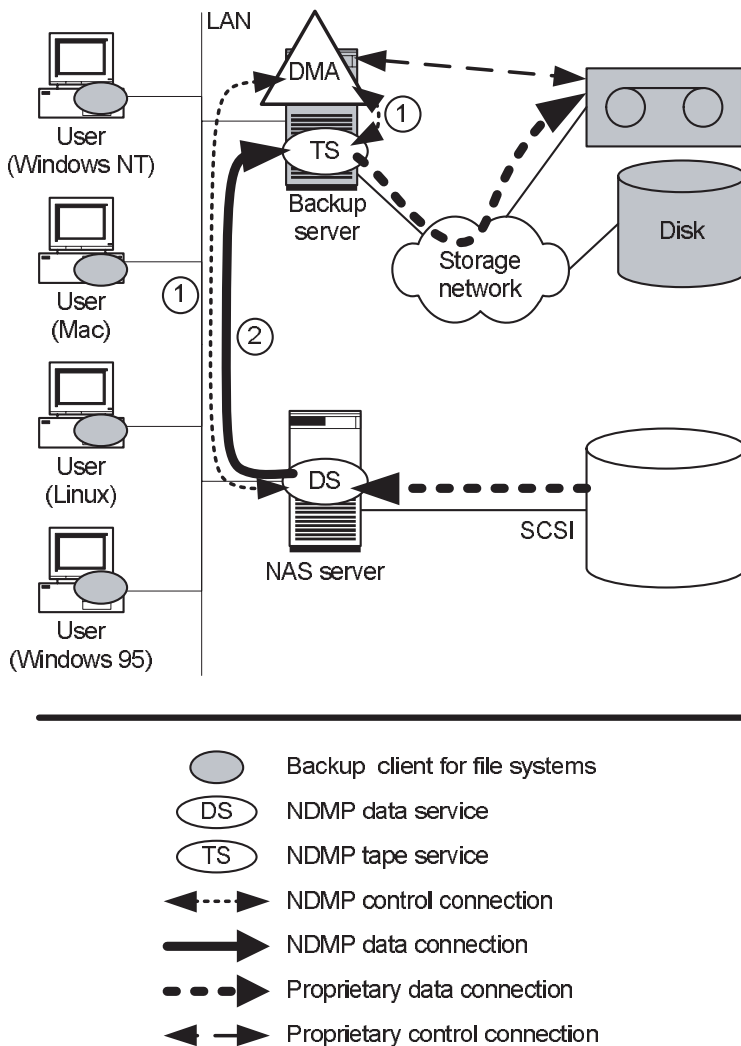 LAN
DMA
1
TS
Backup
server
User
(Windows NT)
Disk
Storage
network
User
(Mac)
1
2
User
(Linux)
DS
SCSI
NAS server
User
(Windows 95)
Backup client for file systems
DS NDMP data service
TS NDMP tape service
NDMP control connection
NDMP data connection
Proprietary data connection
Proprietary control connection